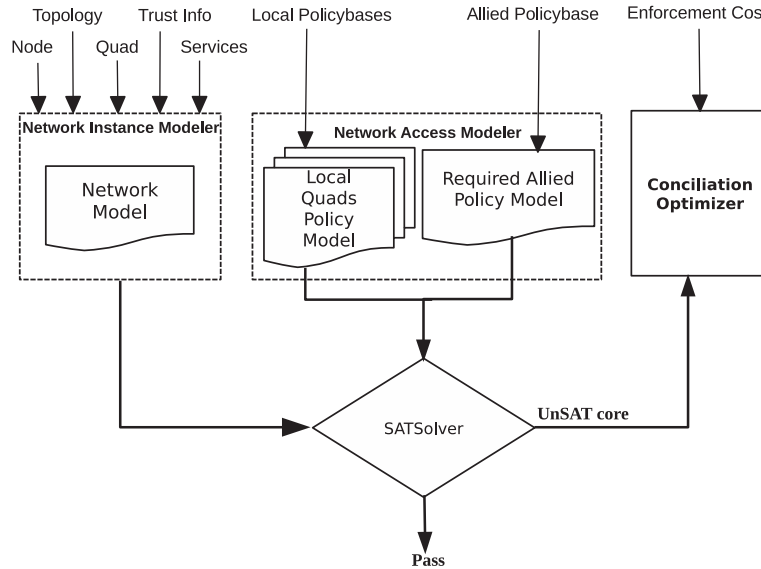 Topology Trust Info Local Policybases Allied Policybase Enforcement Cos
Node Quad Services
Network Instance Modeler
Network Access Modeler
Network
Model
Local
Quads
Policy
Model
Required Allied
Policy Model
Conciliation
Optimizer
SATSolver
UnSAT core
Pass